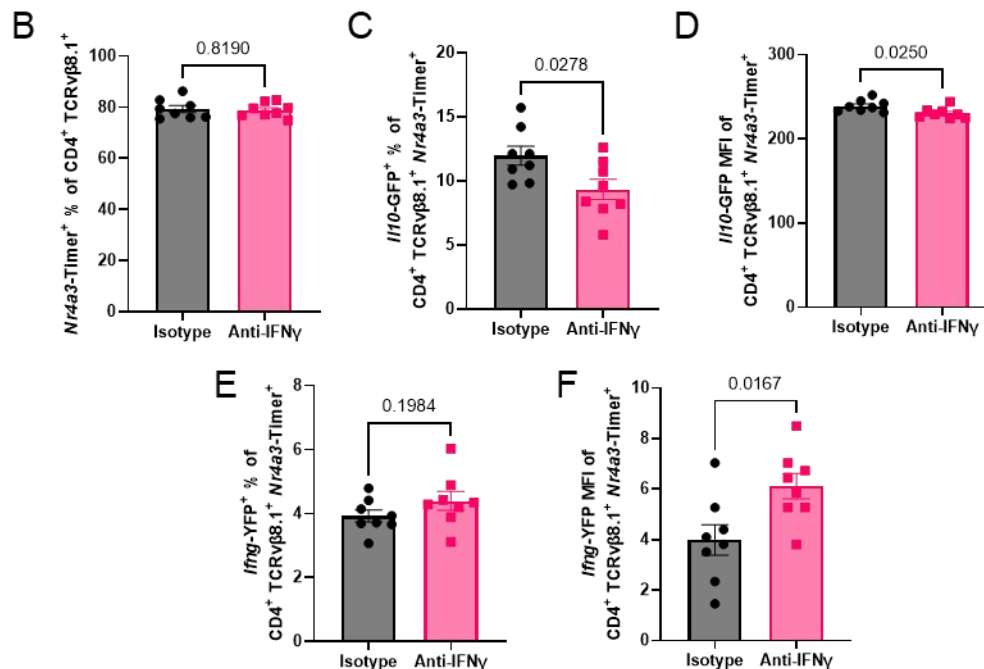 B
Nr4a3-Timer⁺ % of CD4⁺ TCRvβ8.1⁺
100
80
60
40
20
0
0.8190
Isotype
Anti-IFNγ
C
Il10-GFP⁺ % of
CD4⁺ TCRvβ8.1⁺ Nr4a3-Timer⁺
20
15
10
5
0
0.0278
Isotype
Anti-IFNγ
D
Il10-GFP MFI of
CD4⁺ TCRvβ8.1⁺ Nr4a3-Timer⁺
300
200
100
0
0.0250
Isotype
Anti-IFNγ
E
Ifng-YFP⁺ % of
CD4⁺ TCRvβ8.1⁺ Nr4a3-Timer⁺
8
6
4
2
0
0.1984
Isotype
Anti-IFNγ
F
Ifng-YFP MFI of
CD4⁺ TCRvβ8.1⁺ Nr4a3-Timer⁺
10
8
6
4
2
0
0.0167
Isotype
Anti-IFNγ